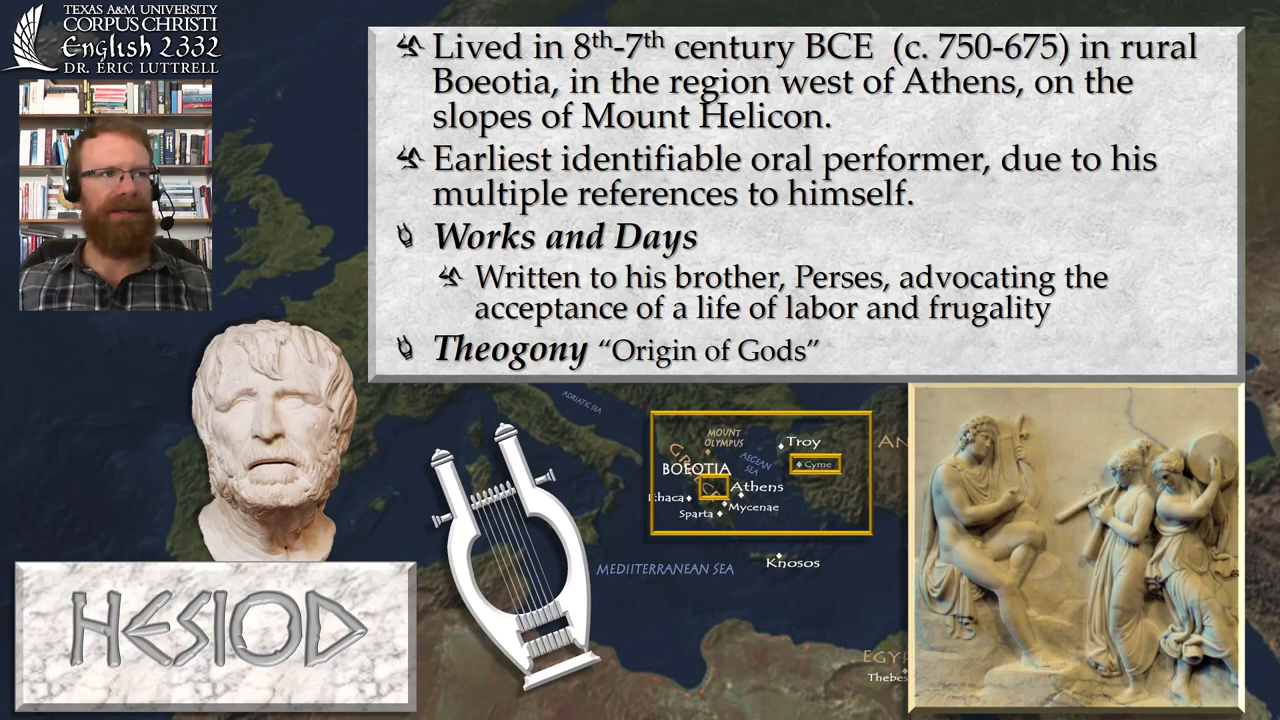 TEXAS A&M UNIVERSITY
CORPUS CHRISTI
English 2332
DR. ERIC LUTTRELL
Lived in 8th-7th century BCE (c. 750-675) in rural
Boeotia, in the region west of Athens, on the
slopes of Mount Helicon.
Earliest identifiable oral performer, due to his
multiple references to himself.
Works and Days
Written to his brother, Perses, advocating the
acceptance of a life of labor and frugality
Theogony “Origin of Gods”
ADRIATIC SEA
MOUNT
OLYMPUS
Troy
AEGEAN
SEA
Cyme
BOEOTIA
Athens
Ithaca
Mycenae
Sparta
Knosos
MEDIITERRANEAN SEA
HESIOD
EGYP
Thebes